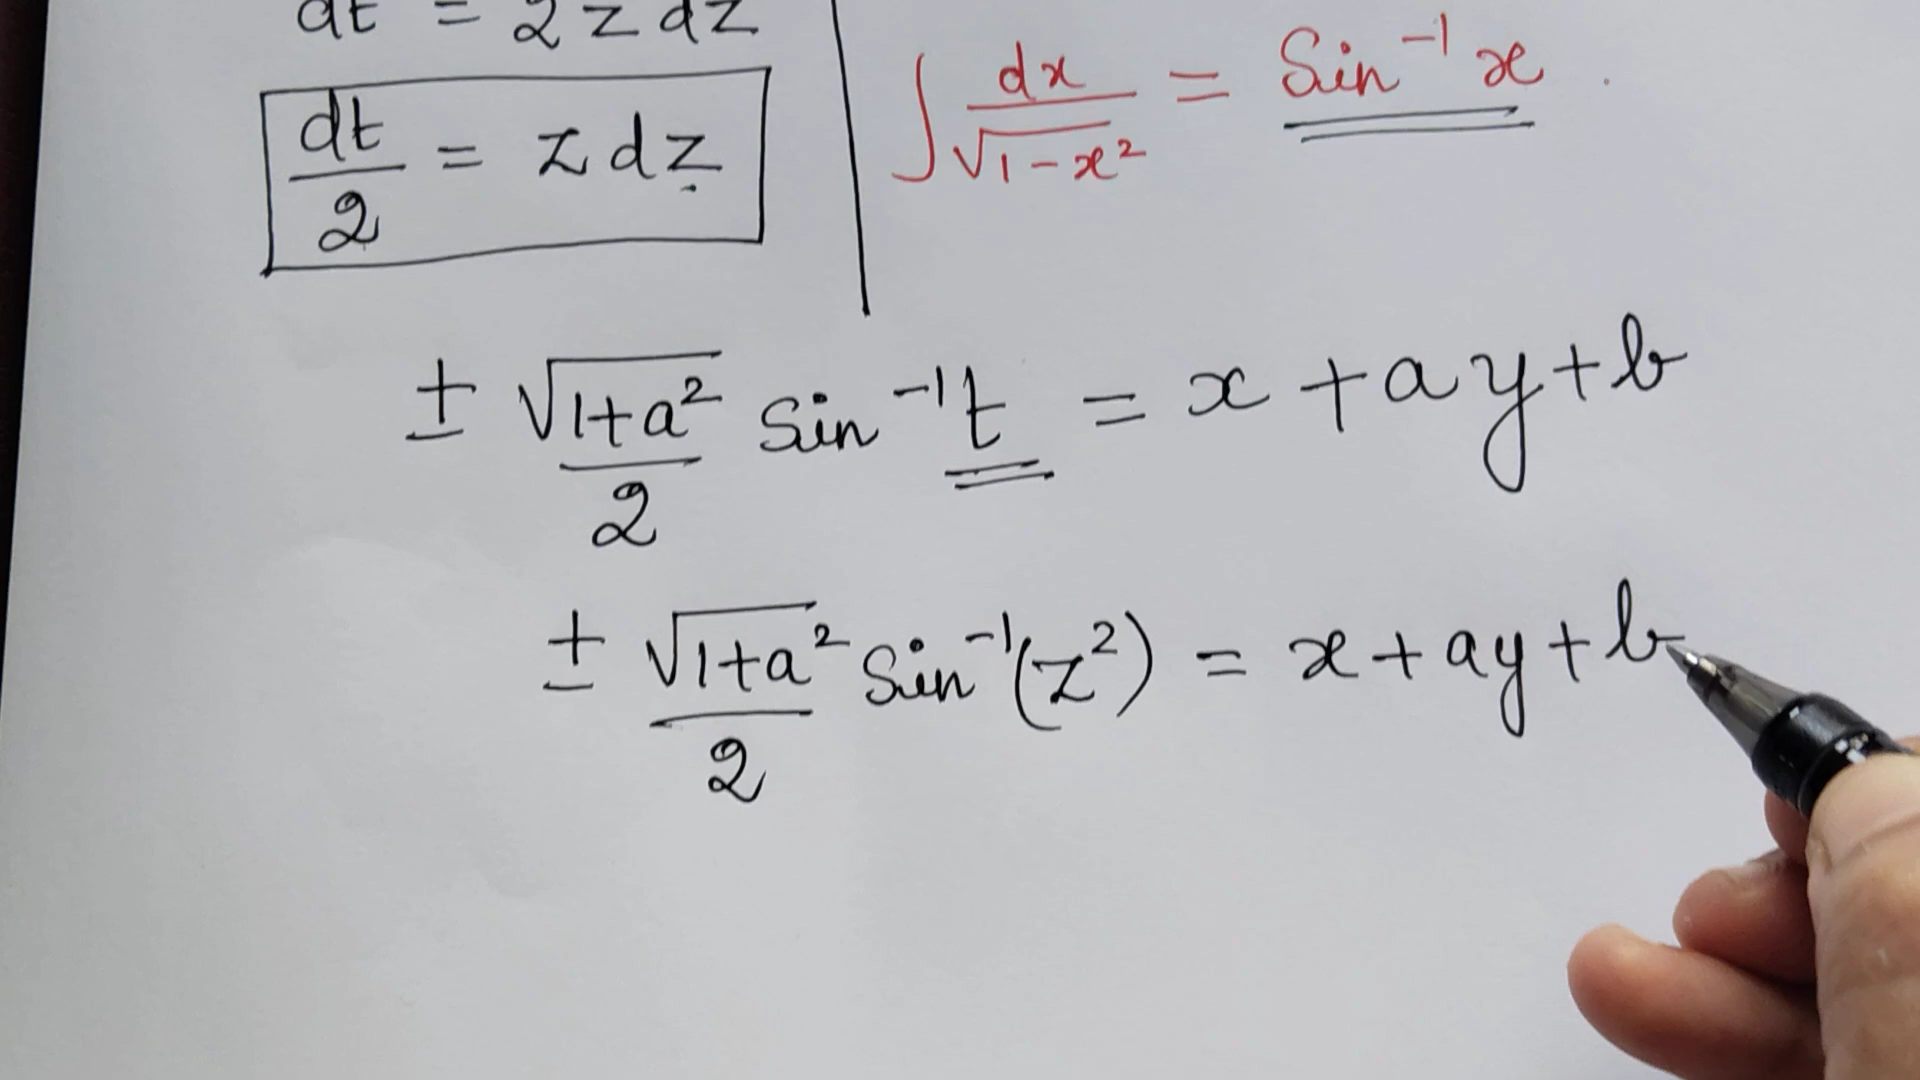 dt = 2 z dz
dt/2 = z dz
∫ dx/√1-x² = Sin⁻¹ x
± √1+a²/2 Sin⁻¹ t = x + ay + b
± √1+a²/2 Sin⁻¹(z²) = x + ay + b